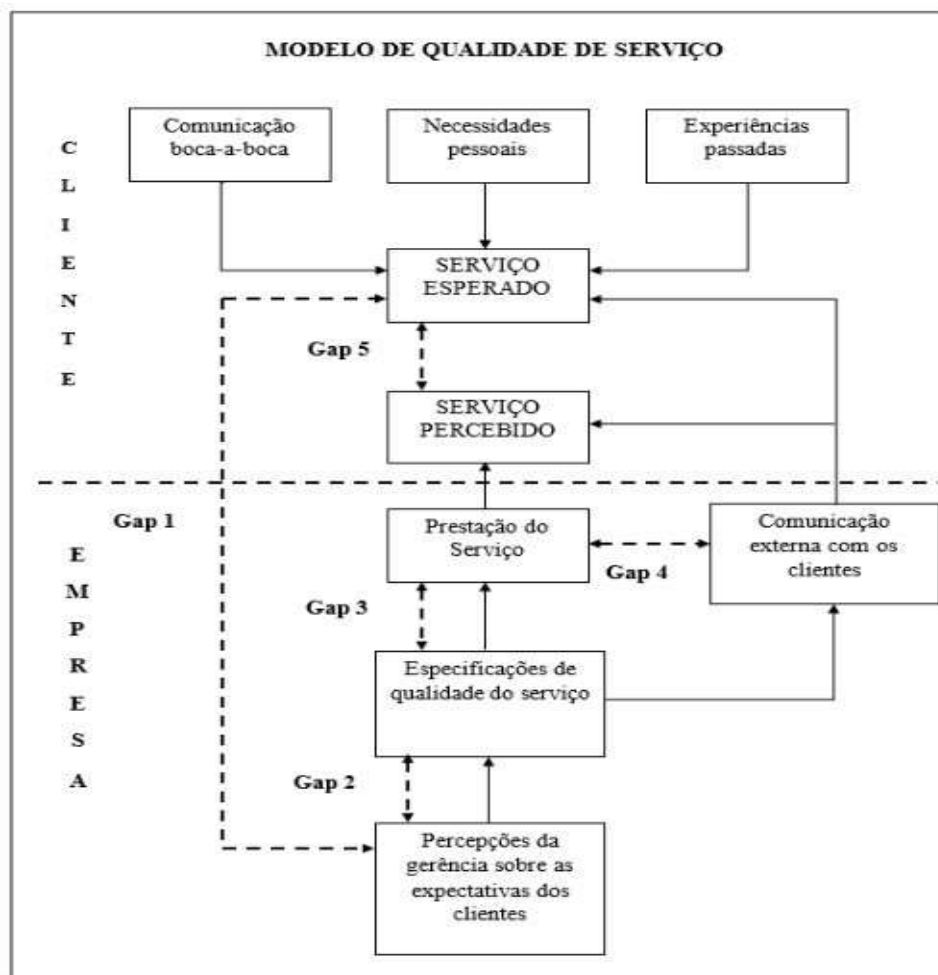 MODELO DE QUALIDADE DE SERVIÇO
Comunicação
boca-a-boca
Necessidades
pessoais
Experiências
passadas
C
L
I
E
N
T
E
SERVIÇO
ESPERADO
Gap 5
SERVIÇO
PERCEBIDO
Gap 1
Prestação do
Serviço
Comunicação
externa com os
clientes
Gap 4
E
M
P
R
E
S
A
Gap 3
Especificações de
qualidade do serviço
Gap 2
Percepções da
gerência sobre as
expectativas dos
clientes